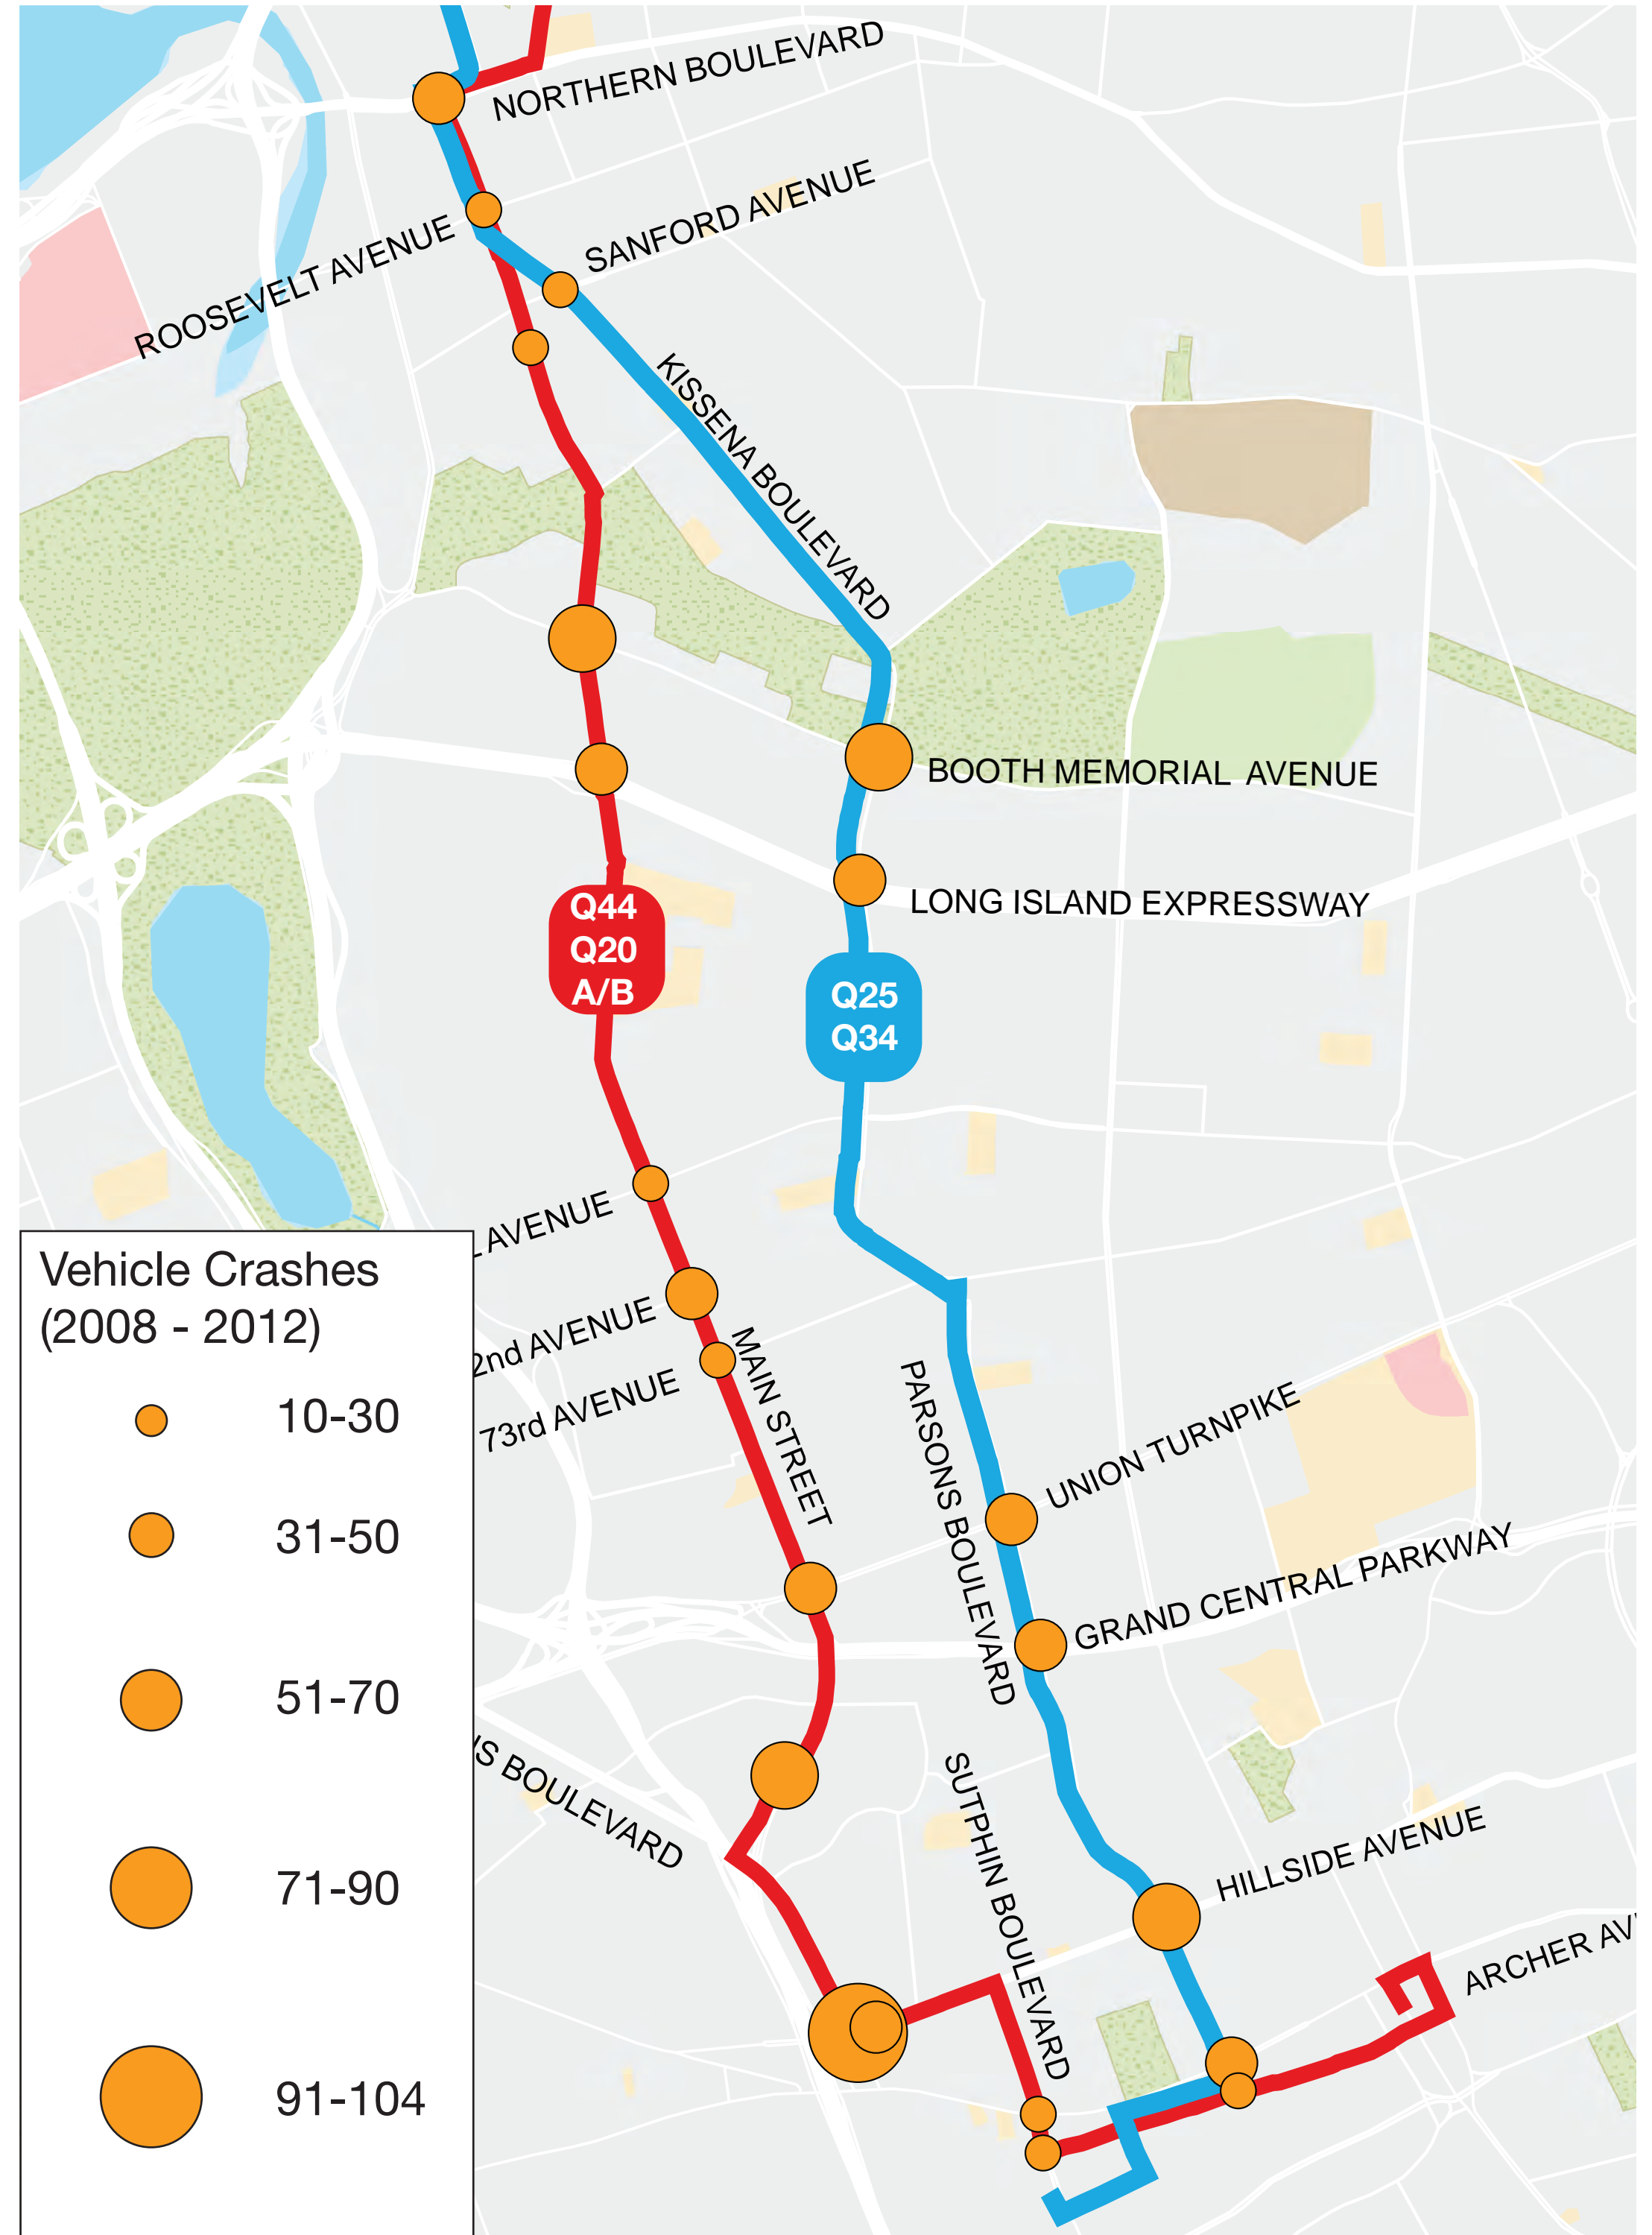 NORTHERN BOULEVARD
SANFORD AVENUE
ROOSEVELT AVENUE
KISSENA BOULEVARD
BOOTH MEMORIAL AVENUE
LONG ISLAND EXPRESSWAY
Q44
Q20
A/B
Q25
Q34
AVENUE
2nd AVENUE
73rd AVENUE
MAIN STREET
PARSONS BOULEVARD
UNION TURNPIKE
GRAND CENTRAL PARKWAY
S BOULEVARD
SUTPHIN BOULEVARD
HILLSIDE AVENUE
ARCHER AV
Vehicle Crashes
(2008 - 2012)
10-30
31-50
51-70
71-90
91-104